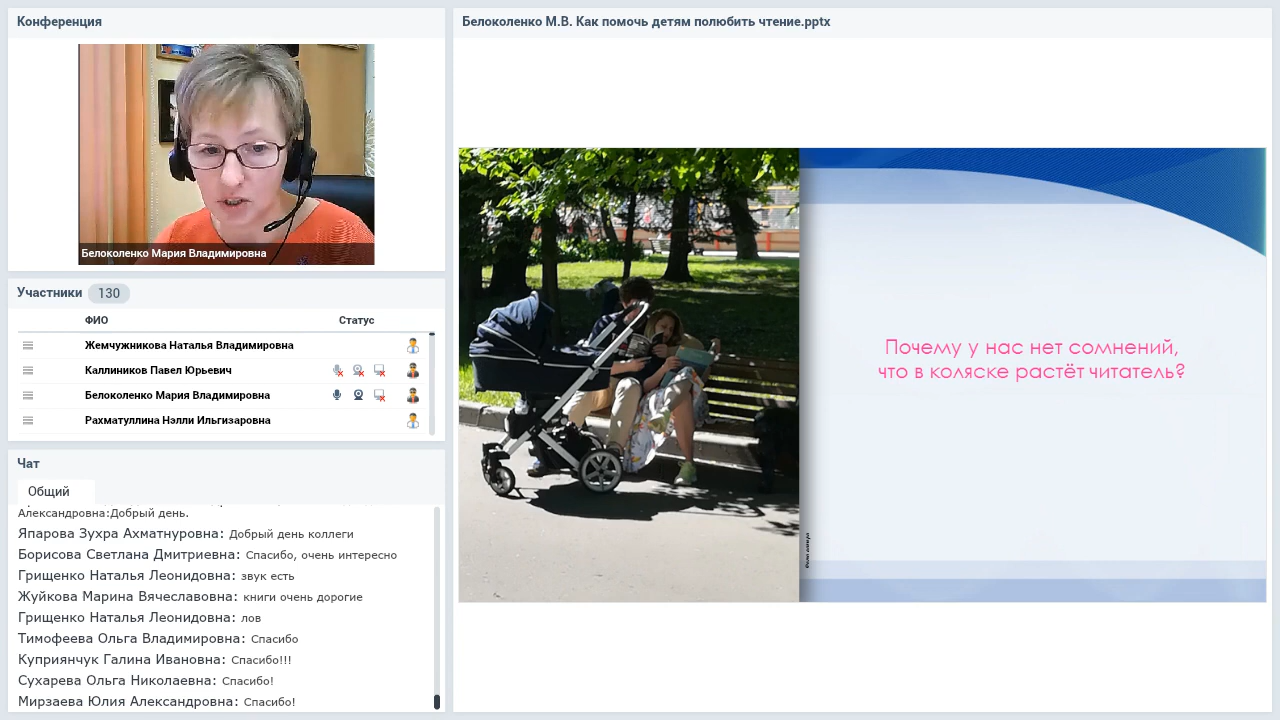 Конференция
Белоколенко Мария Владимировна
Участники 130
ФИО Статус
Жемчужникова Наталья Владимировна
Каллиников Павел Юрьевич
Белоколенко Мария Владимировна
Рахматуллина Нэлли Ильгизаровна
Чат
Общий
Александровна:Добрый день.
Япарова Зухра Ахматнуровна: Добрый день коллеги
Борисова Светлана Дмитриевна: Спасибо, очень интересно
Грищенко Наталья Леонидовна: звук есть
Жуйкова Марина Вячеславовна: книги очень дорогие
Грищенко Наталья Леонидовна: лов
Тимофеева Ольга Владимировна: Спасибо
Куприянчук Галина Ивановна: Спасибо!!!
Сухарева Ольга Николаевна: Спасибо!
Мирзаева Юлия Александровна: Спасибо!
Белоколенко М.В. Как помочь детям полюбить чтение.pptx
Почему у нас нет сомнений,
что в коляске растёт читатель?